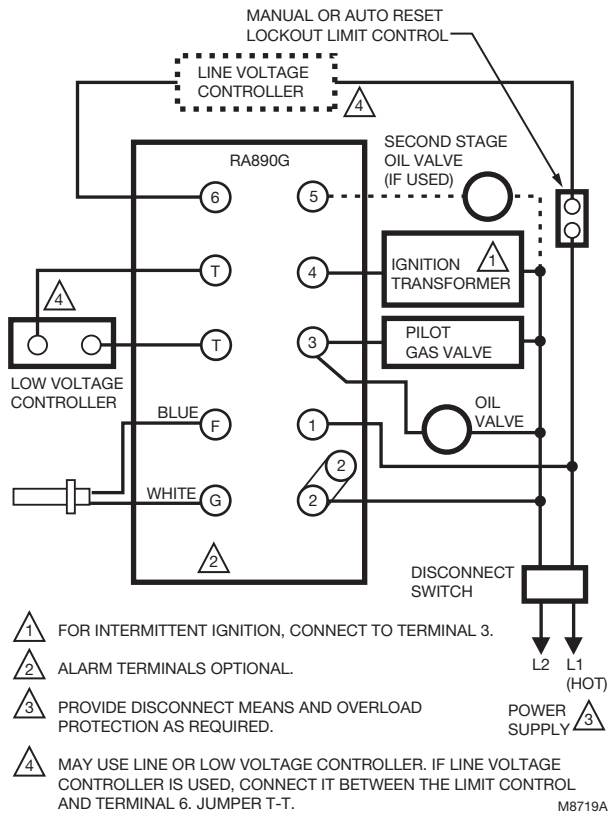 MANUAL OR AUTO RESET
LOCKOUT LIMIT CONTROL
LINE VOLTAGE
CONTROLLER
4
RA890G
SECOND STAGE
OIL VALVE
(IF USED)
6
5
T
4
IGNITION
TRANSFORMER
1
4
T
3
PILOT
GAS VALVE
LOW VOLTAGE
CONTROLLER
OIL
VALVE
BLUE
F
1
2
WHITE
G
2
2
DISCONNECT
SWITCH
L2
L1
(HOT)
POWER
SUPPLY
3
1 FOR INTERMITTENT IGNITION, CONNECT TO TERMINAL 3.
2 ALARM TERMINALS OPTIONAL.
3 PROVIDE DISCONNECT MEANS AND OVERLOAD
PROTECTION AS REQUIRED.
4 MAY USE LINE OR LOW VOLTAGE CONTROLLER. IF LINE VOLTAGE
CONTROLLER IS USED, CONNECT IT BETWEEN THE LIMIT CONTROL
AND TERMINAL 6. JUMPER T-T.
M8719A